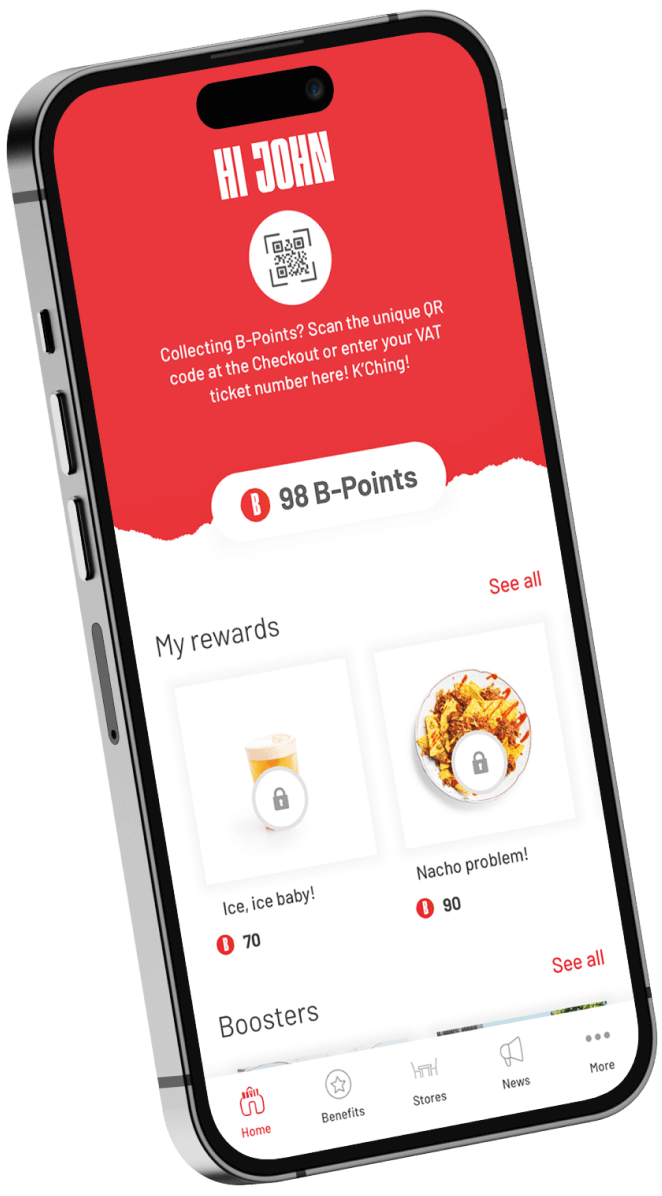 HI JOHN
Collecting B-Points? Scan the unique QR
code at the Checkout or enter your VAT
ticket number here! K'Ching!
B 98 B-Points
See all
My rewards
Ice, ice baby!
B 70
Nacho problem!
B 90
See all
Boosters
Home
Benefits
Stores
News
More